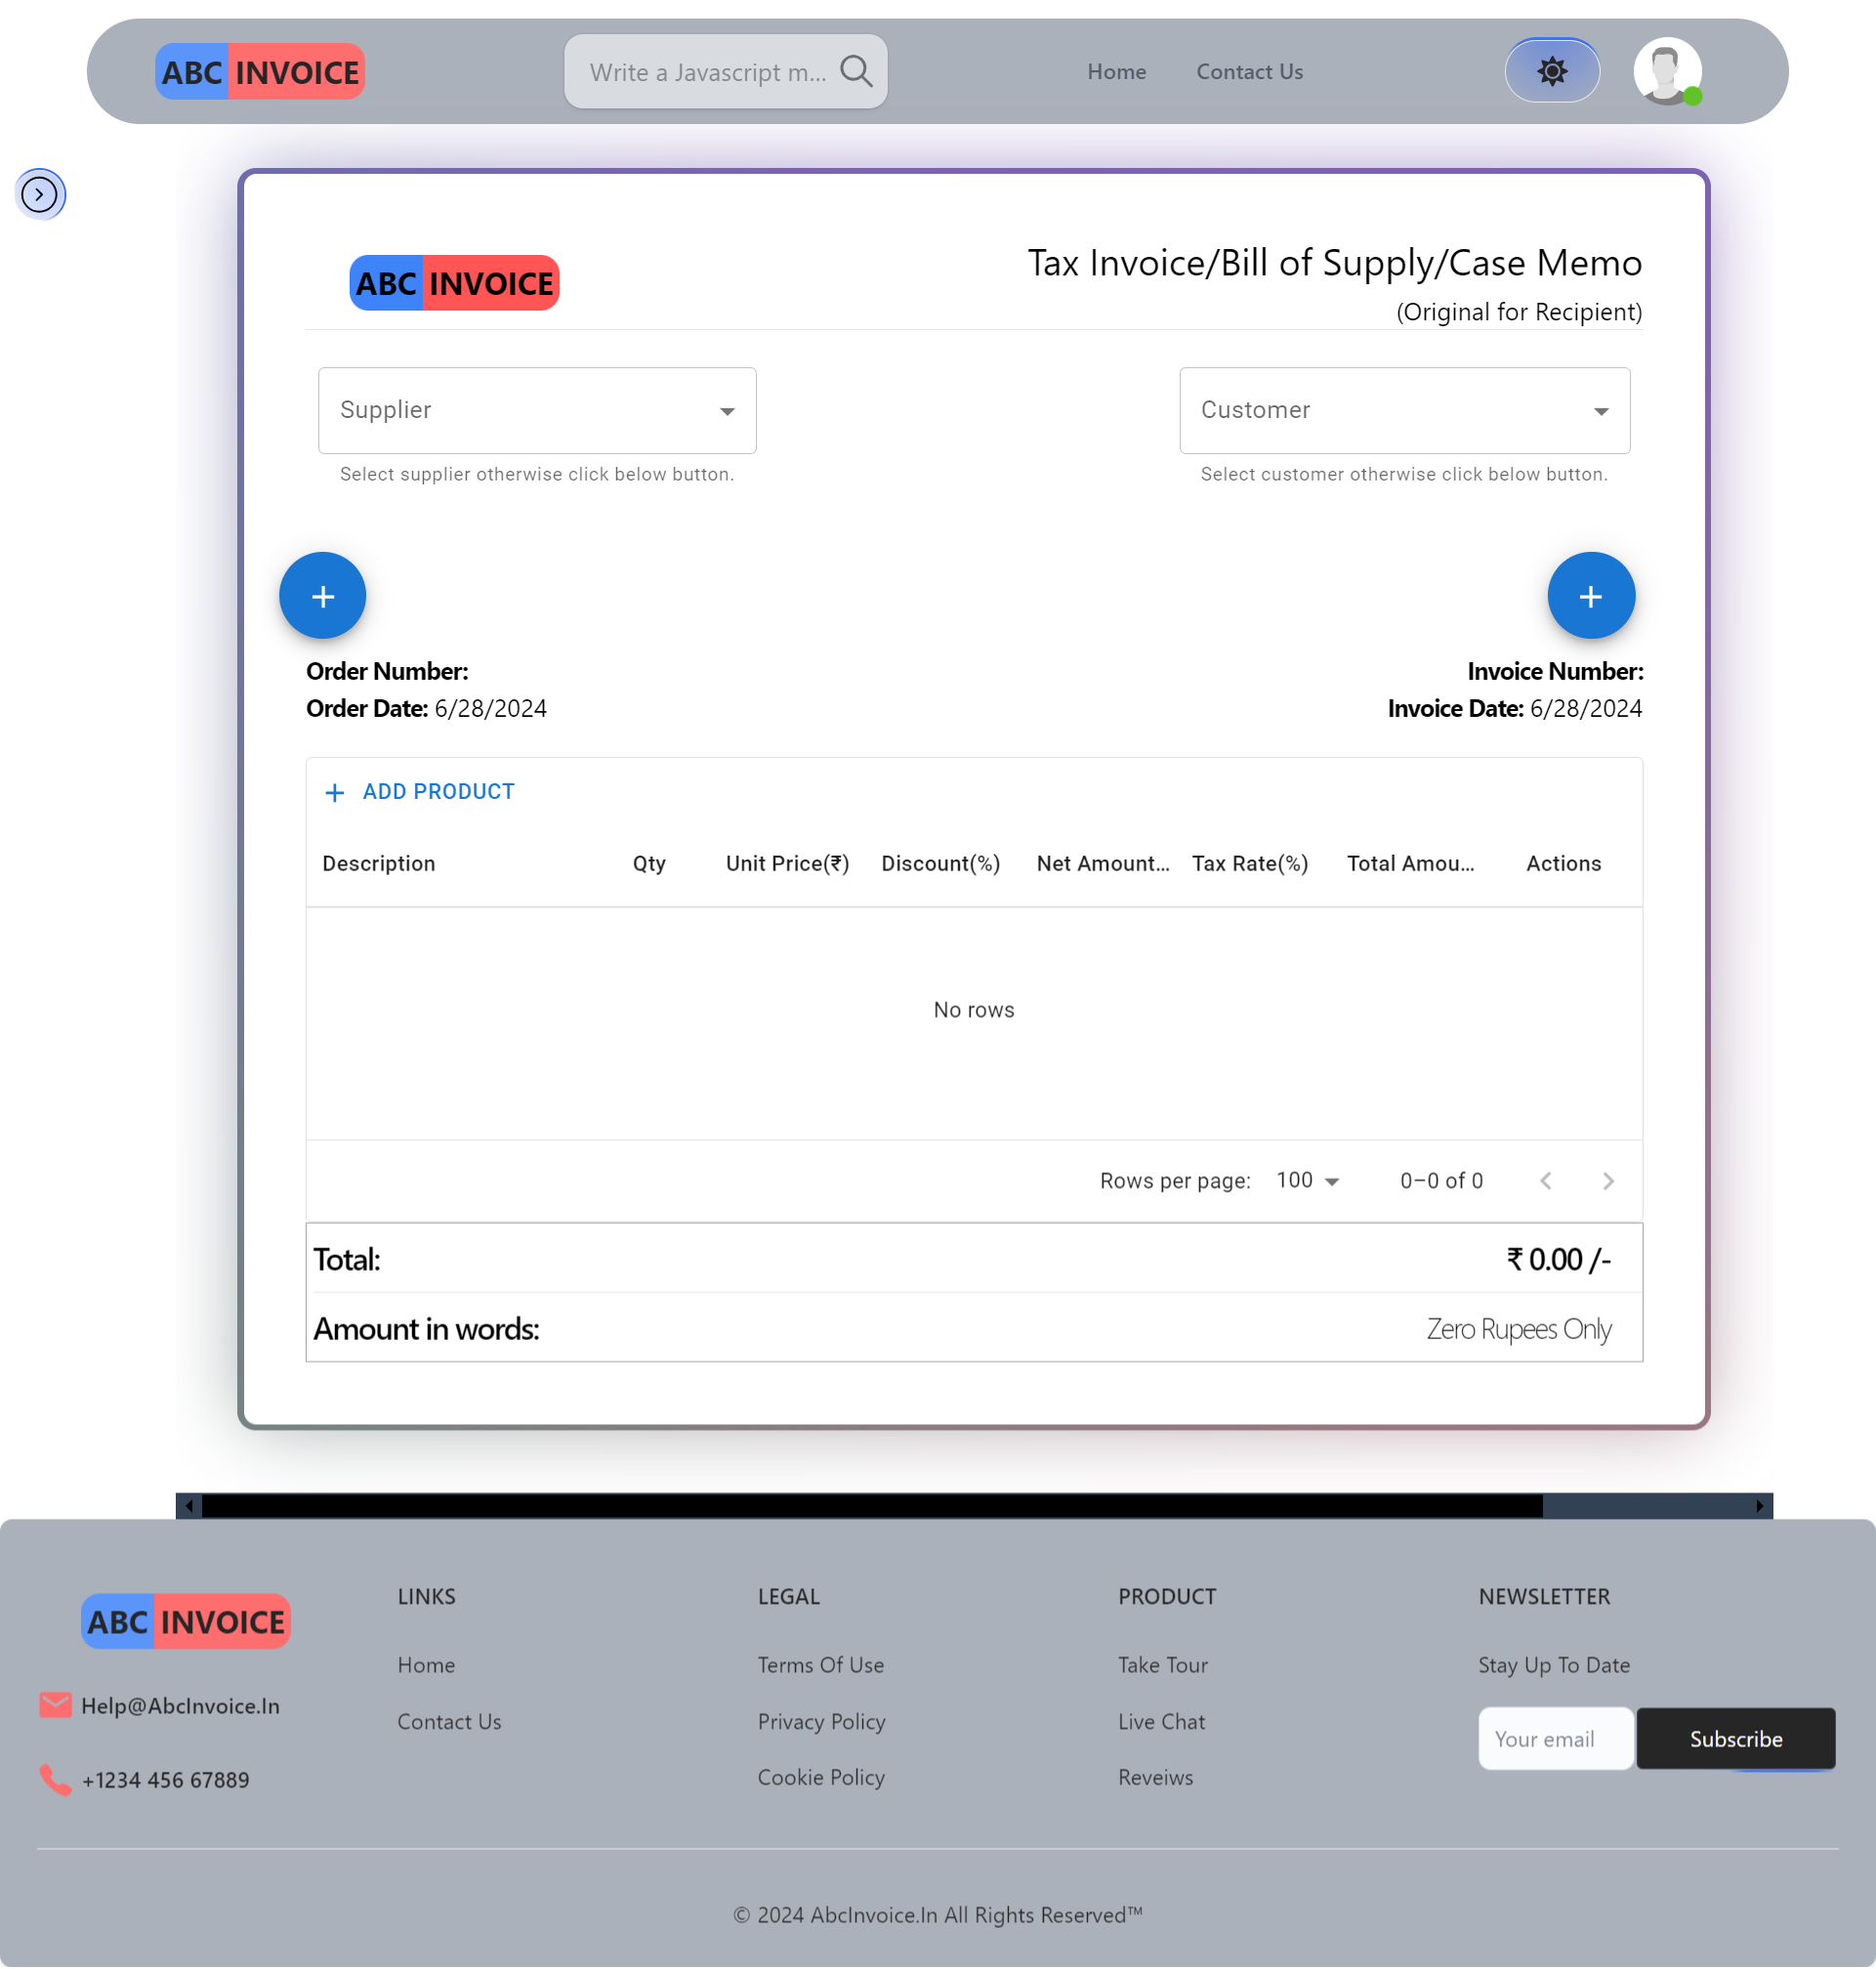 ABC INVOICE
Write a Javascript m...
Home
Contact Us
ABC INVOICE
Tax Invoice/Bill of Supply/Case Memo
(Original for Recipient)
Supplier
Customer
Select supplier otherwise click below button.
Select customer otherwise click below button.
Order Number:
Invoice Number:
Order Date: 6/28/2024
Invoice Date: 6/28/2024
ADD PRODUCT
Description Qty Unit Price(₹) Discount(%) Net Amount... Tax Rate(%) Total Amou... Actions
No rows
Rows per page: 100 0–0 of 0
Total: ₹ 0.00 /-
Amount in words: Zero Rupees Only
ABC INVOICE
Help@AbcInvoice.In
+1234 456 67889
LINKS
Home
Contact Us
LEGAL
Terms Of Use
Privacy Policy
Cookie Policy
PRODUCT
Take Tour
Live Chat
Reveiws
NEWSLETTER
Stay Up To Date
Your email
Subscribe
© 2024 AbcInvoice.In All Rights Reserved™